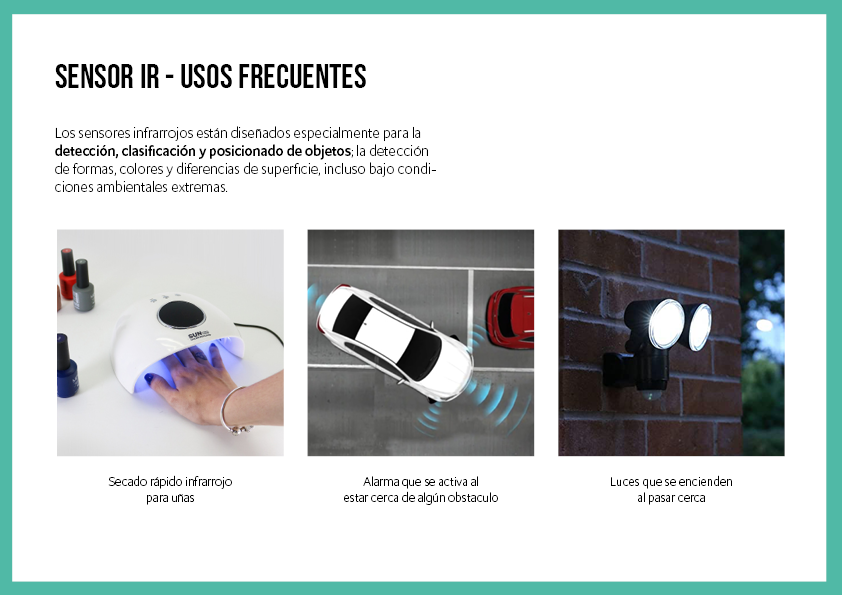 SENSOR IR - USOS FRECUENTES
Los sensores infrarrojos están diseñados especialmente para la
detección, clasificación y posicionado de objetos; la detección
de formas, colores y diferencias de superficie, incluso bajo condi-
ciones ambientales extremas.
SUN
Secado rápido infrarrojo
para uñas
Alarma que se activa al
estar cerca de algún obstaculo
Luces que se encienden
al pasar cerca